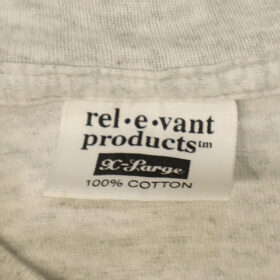 rel•e•vant
products™
X-Large
100% COTTON